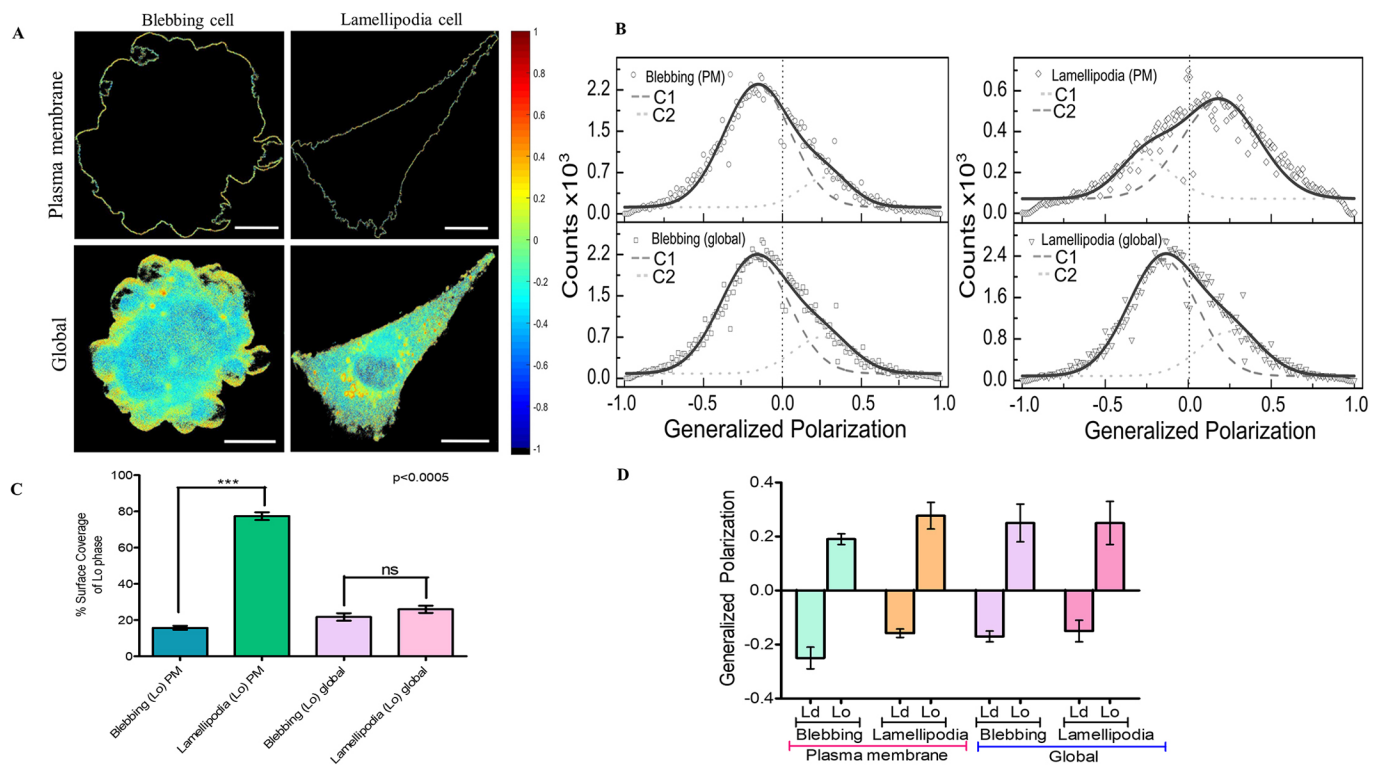 A
Blebbing cell
Lamellipodia cell
Plasma membrane
Global
1
0.8
0.6
0.4
0.2
0
-0.2
-0.4
-0.6
-0.8
-1
B
Counts x10³
2.2
1.5
0.7
0.0
Blebbing (PM)
C1
C2
2.2
1.5
0.7
0.0
Blebbing (global)
C1
C2
-1.0 -0.5 0.0 0.5 1.0
Generalized Polarization
Counts x10³
0.6
0.4
0.2
0.0
Lamellipodia (PM)
C1
C2
2.4
1.6
0.8
0.0
Lamellipodia (global)
C1
C2
-1.0 -0.5 0.0 0.5 1.0
Generalized Polarization
C
% Surface Coverage
of Lo phase
100
80
60
40
20
0
***
p<0.0005
ns
Blebbing (Lo) PM
Lamellipodia (Lo) PM
Blebbing (Lo) global
Lamellipodia (Lo) global
D
Generalized Polarization
0.4
0.2
0.0
-0.2
-0.4
Ld Lo Ld Lo Ld Lo Ld Lo
Blebbing Lamellipodia Blebbing Lamellipodia
Plasma membrane Global